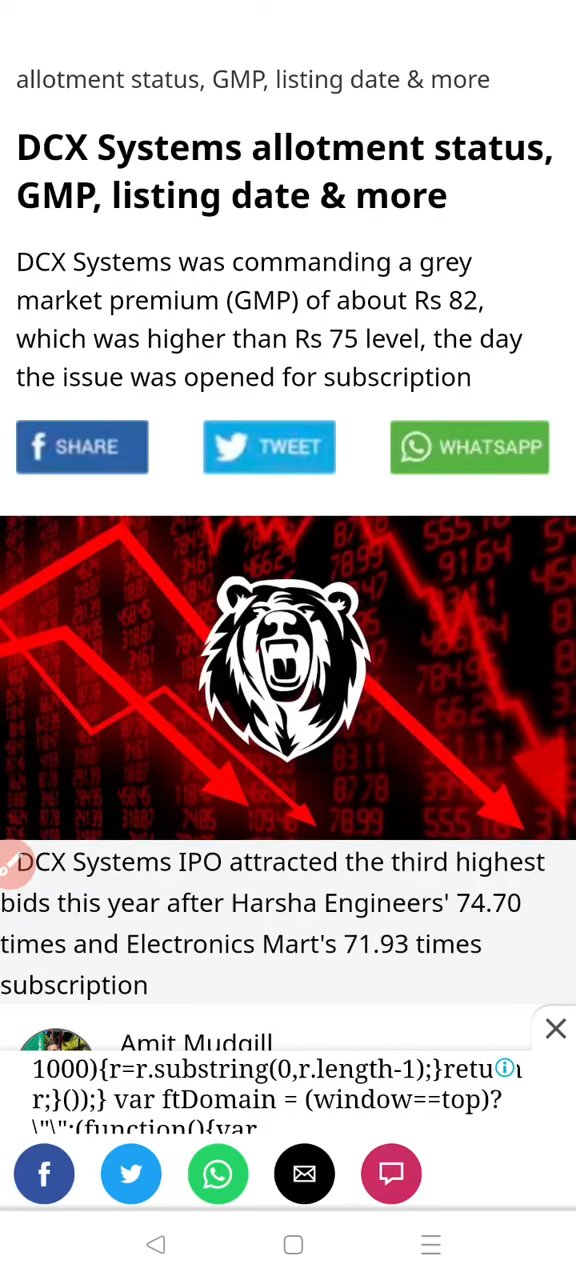 allotment status, GMP, listing date & more
DCX Systems allotment status,
GMP, listing date & more
DCX Systems was commanding a grey
market premium (GMP) of about Rs 82,
which was higher than Rs 75 level, the day
the issue was opened for subscription
SHARE
TWEET
WHATSAPP
DCX Systems IPO attracted the third highest
bids this year after Harsha Engineers' 74.70
times and Electronics Mart's 71.93 times
subscription
Amit Mudgill
1000){r=r.substring(0,r.length-1);}retu
r;}());} var ftDomain = (window==top)?
\"\":(function(){var